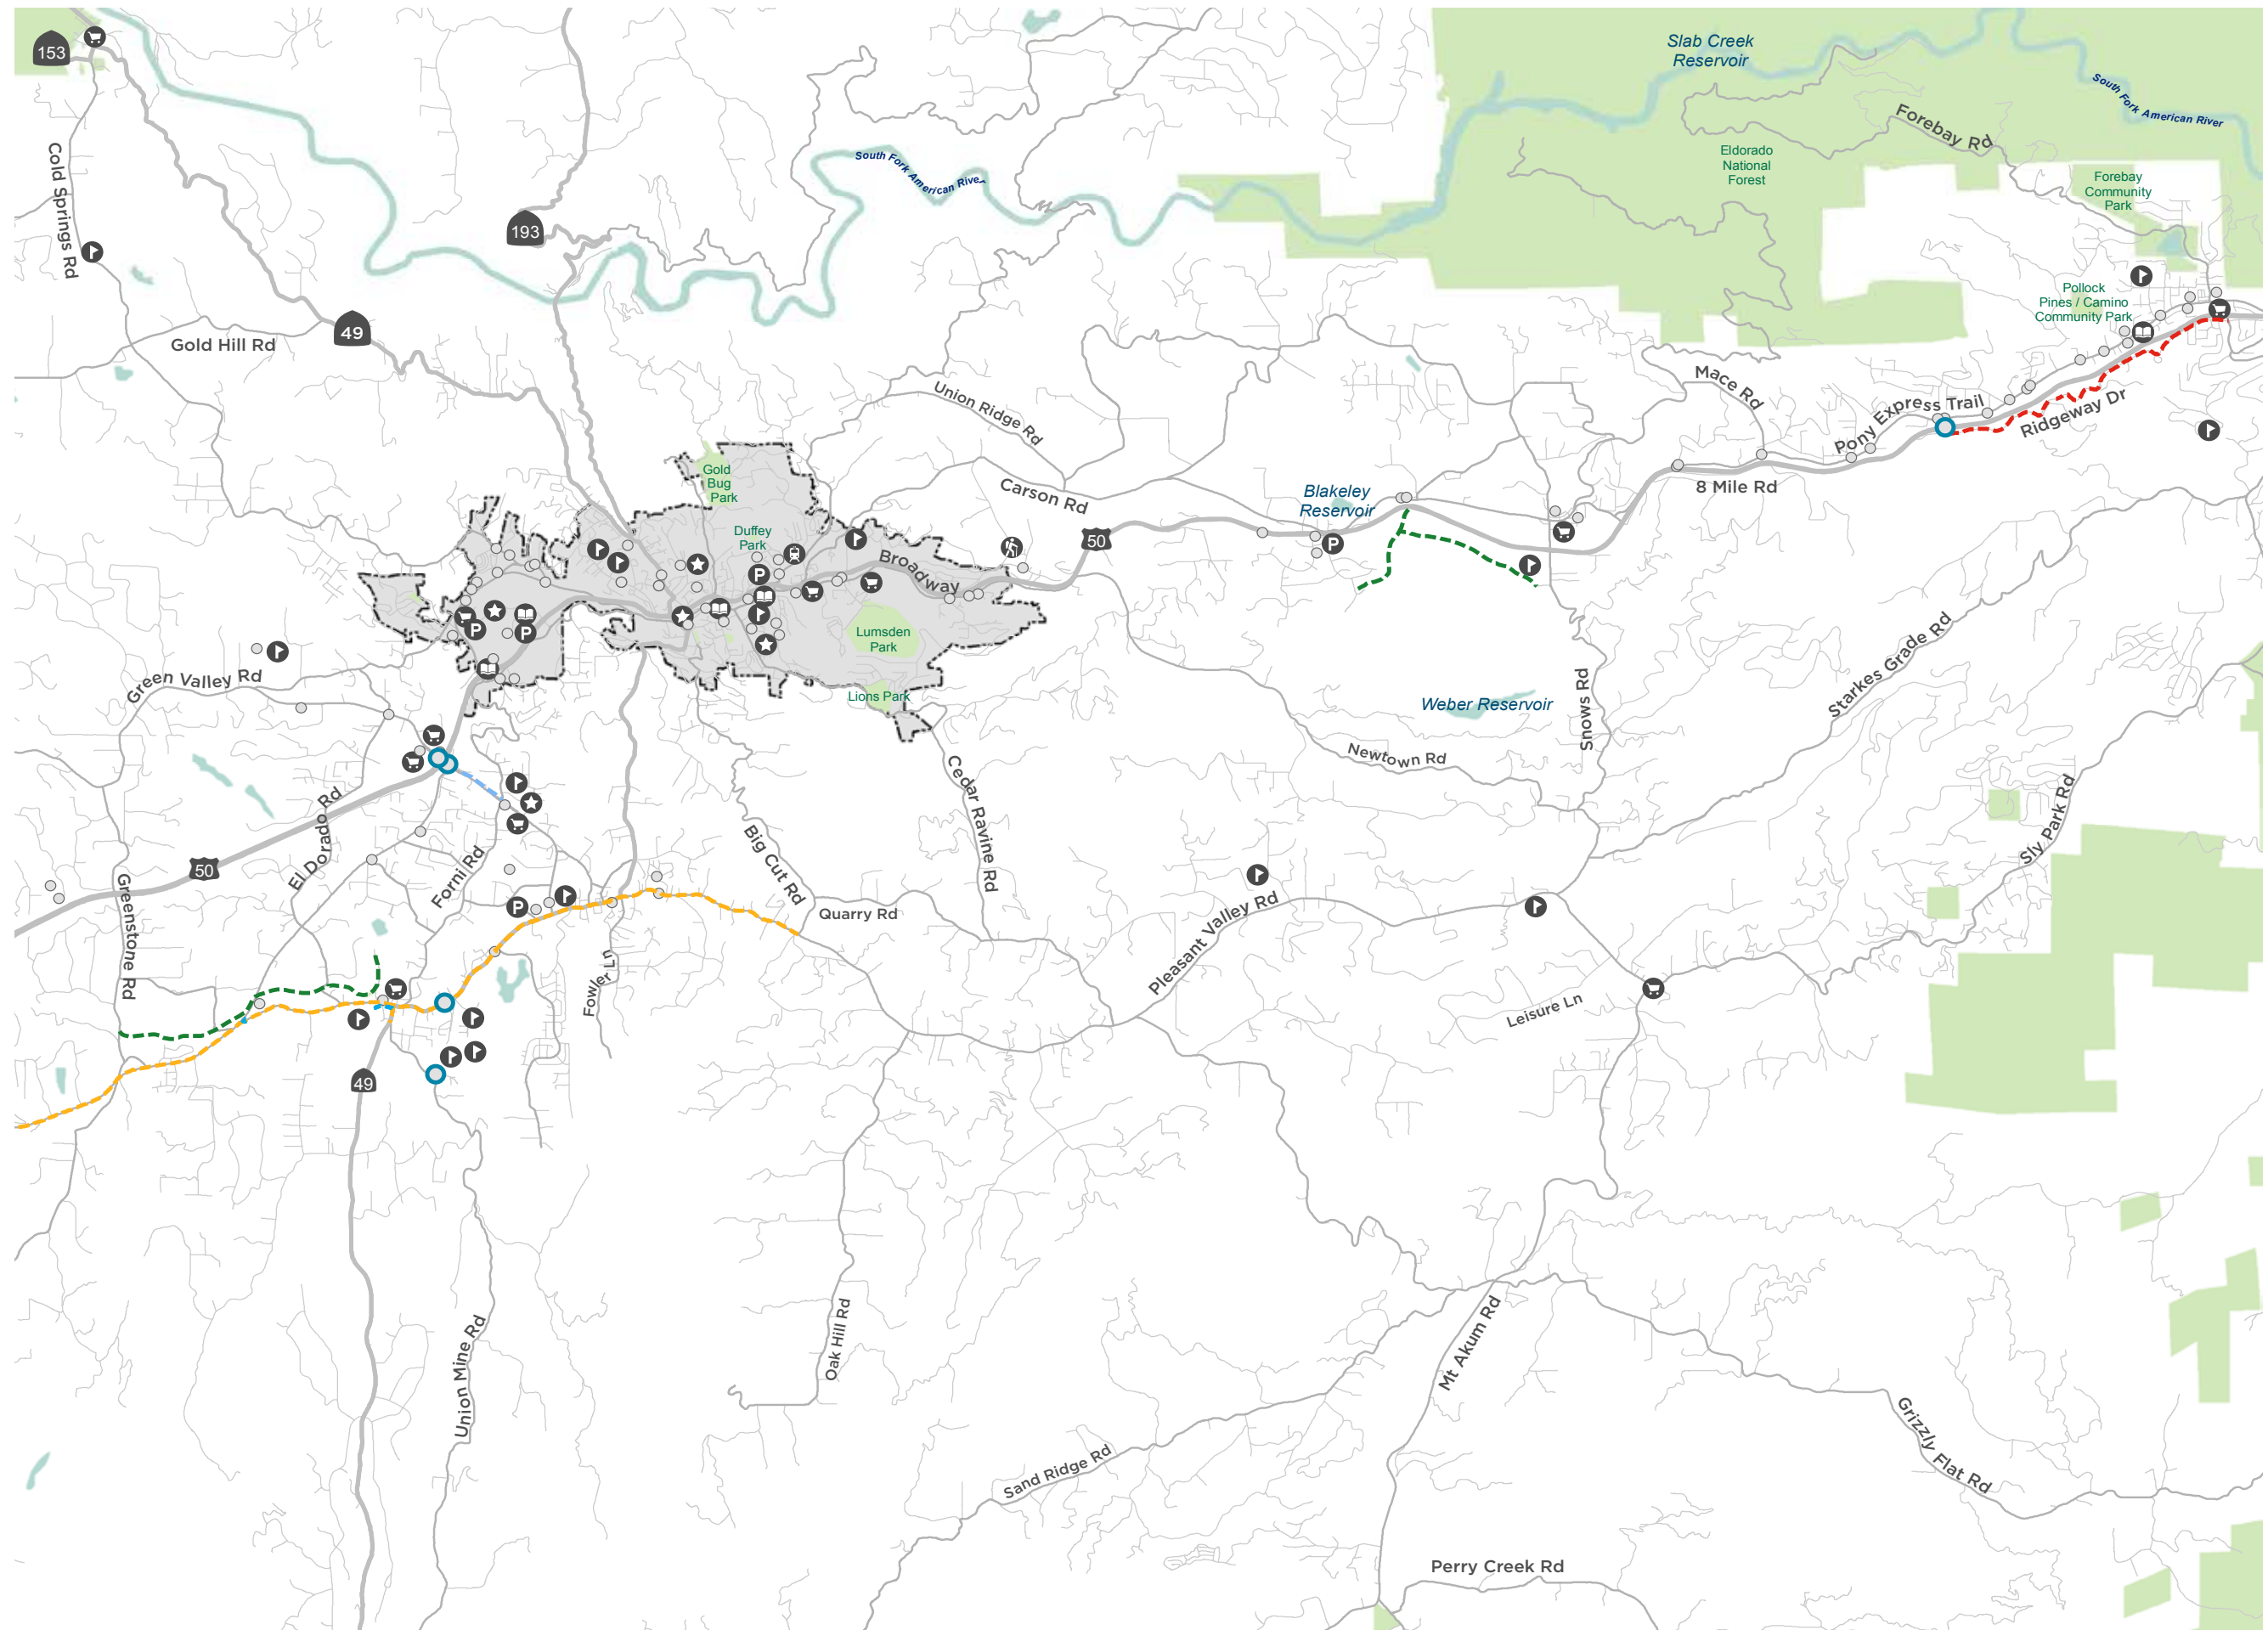 153
Slab Creek
Reservoir
South Fork American River
Forebay Rd
Cold Springs Rd
Eldorado
National
Forest
South Fork American River
Forebay
Community
Park
193
Pollock
Pines / Camino
Community Park
49
Gold Hill Rd
Mace Rd
Union Ridge Rd
Pony Express Trail
Ridgeway Dr
Gold
Bug
Park
Carson Rd
8 Mile Rd
Blakeley
Reservoir
Duffey
Park
50
Broadway
P
P
P
P
Lumsden
Park
Green Valley Rd
Lions Park
Starkes Grade Rd
Snows Rd
Weber Reservoir
Newtown Rd
Cedar Ravine Rd
El Dorado Rd
Big Cut Rd
Sly Park Rd
50
Forni Rd
Greenstone Rd
P
Quarry Rd
Pleasant Valley Rd
Fowler Ln
Leisure Ln
49
Oak Hill Rd
Union Mine Rd
Mt Akum Rd
Grizzly Flat Rd
Sand Ridge Rd
Perry Creek Rd